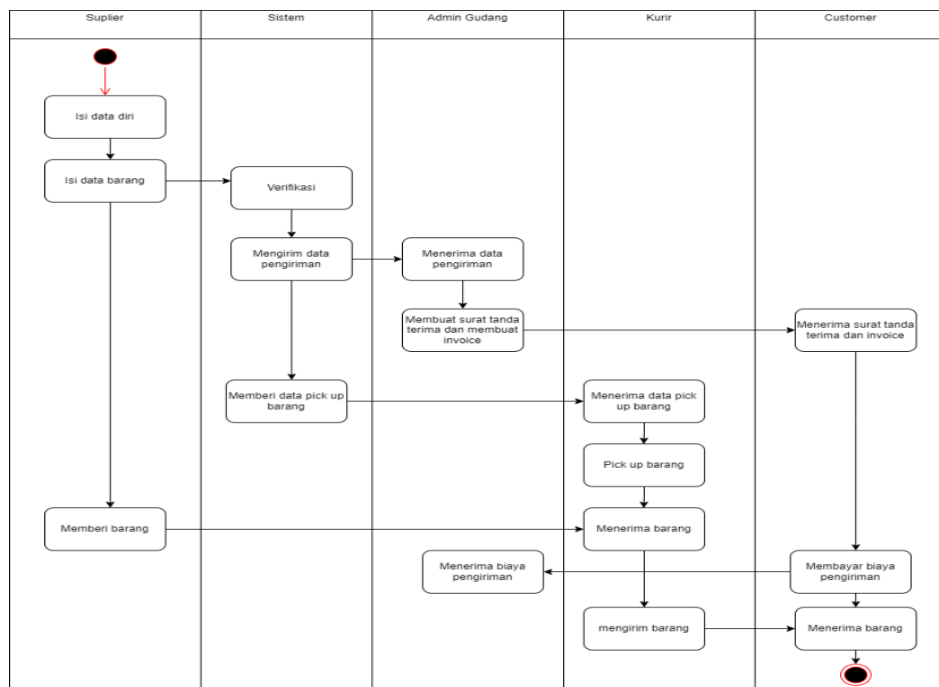 Suplier
Sistem
Admin Gudang
Kurir
Customer
Isi data diri
Isi data barang
Verifikasi
Mengirim data
pengiriman
Menerima data
pengiriman
Membuat surat tanda
terima dan membuat
invoice
Menerima surat tanda
terima dan invoice
Memberi data pick up
barang
Menerima data pick
up barang
Pick up barang
Memberi barang
Menerima barang
Menerima biaya
pengiriman
Membayar biaya
pengiriman
mengirim barang
Menerima barang